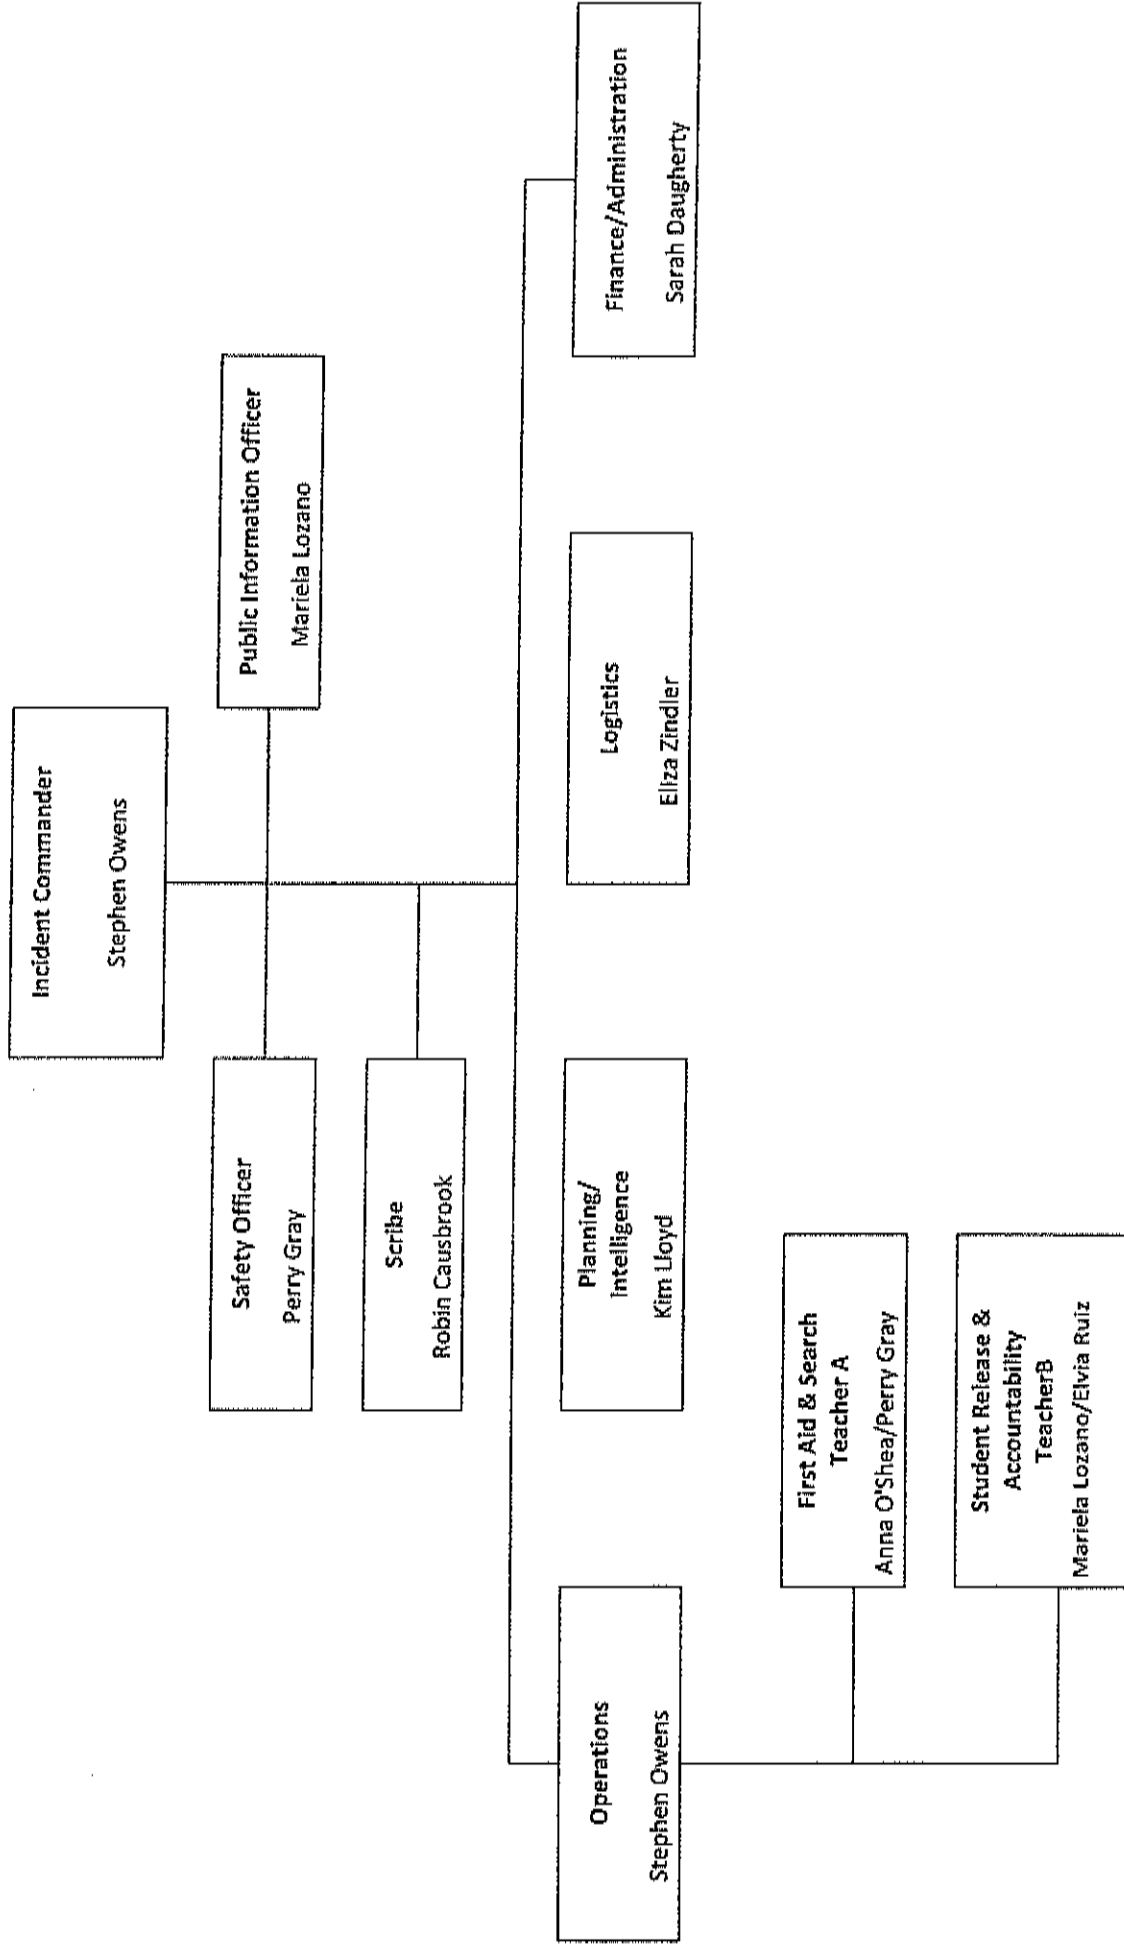 Incident Commander
Stephen Owens
Safety Officer
Perry Gray
Public Information Officer
Mariela Lozano
Scribe
Robin Causbrook
Operations
Stephen Owens
Planning/
Intelligence
Kim Lloyd
Logistics
Eliza Zindler
Finance/Administration
Sarah Daugherty
First Aid & Search
Teacher A
Anna O'Shea/Perry Gray
Student Release &
Accountability
TeacherB
Mariela Lozano/Elvia Ruiz